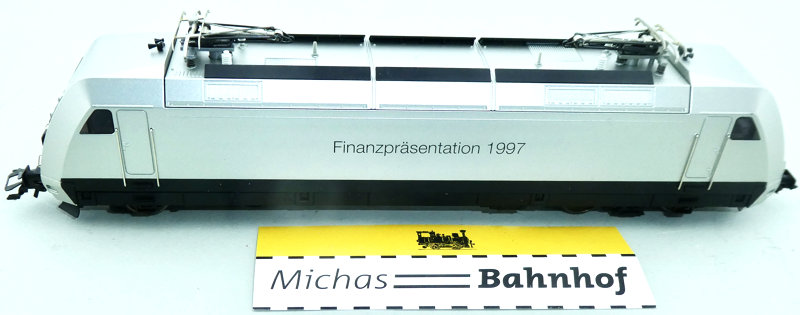 Finanzpräsentation 1997
Michas Bahnhof